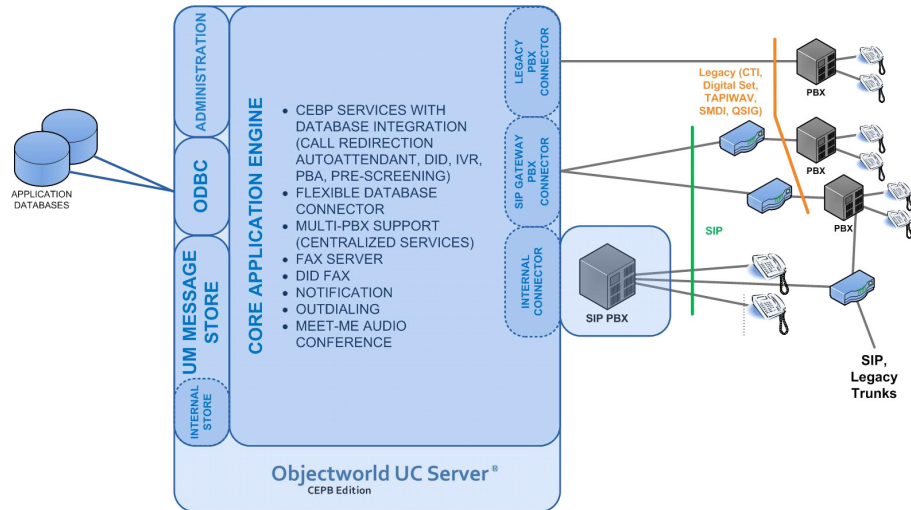 APPLICATION
DATABASES
ADMINISTRATION
ODBC
UM MESSAGE
STORE
INTERNAL
STORE
CORE APPLICATION ENGINE
• CEBP SERVICES WITH
DATABASE INTEGRATION
(CALL REDIRECTION
AUTOATTENDANT, DID, IVR,
PBA, PRE-SCREENING)
• FLEXIBLE DATABASE
CONNECTOR
• MULTI-PBX SUPPORT
(CENTRALIZED SERVICES)
• FAX SERVER
• DID FAX
• NOTIFICATION
• OUTDIALING
• MEET-ME AUDIO
CONFERENCE
LEGACY
PBX
CONNECTOR
SIP GATEWAY
PBX
CONNECTOR
INTERNAL
CONNECTOR
SIP PBX
Legacy (CTI,
Digital Set,
TAPIWAV,
SMDI, QSIG)
SIP
PBX
PBX
PBX
SIP,
Legacy
Trunks
Objectworld UC Server®
CEPB Edition